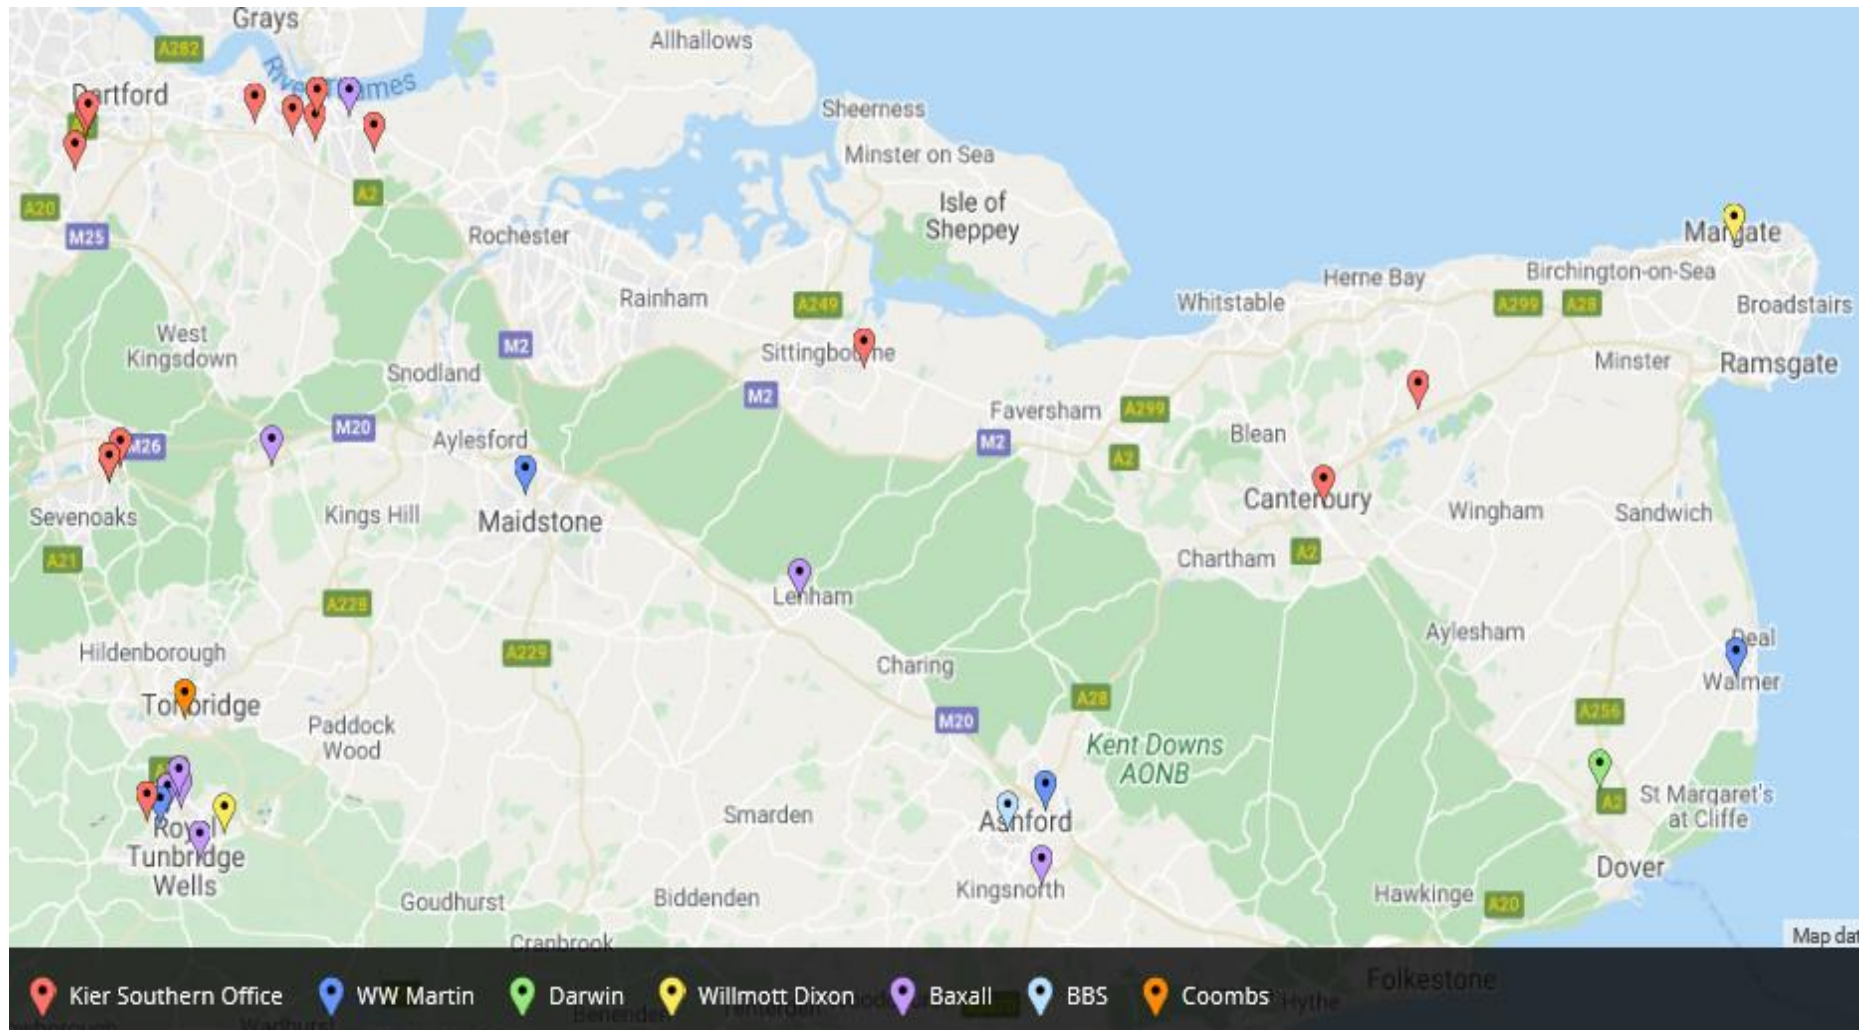 Grays
Allhallows
A282
River Thames
Dartford
Sheerness
Minster on Sea
A2
A20
Isle of
Sheppey
M25
Rochester
Margate
Rainham
Herne Bay
Birchington-on-Sea
A249
Whitstable
A299
A28
Broadstairs
West
Kingsdown
M2
Sittingbourne
Minster
Ramsgate
Snodland
M2
Faversham
A299
M20
Aylesford
M26
M2
Blean
A2
Sevenoaks
Kings Hill
Maidstone
Canterbury
Wingham
Sandwich
A21
Chartham
A2
A228
Lenham
Hildenborough
A229
Charing
Aylesham
Deal
Walmer
Tonbridge
A28
M20
A256
Paddock
Wood
Kent Downs
AONB
Smarden
Ashford
A2
St Margaret's
at Cliffe
Royal
Tunbridge
Wells
Dover
Kingsnorth
Goudhurst
Biddenden
Hawkinge
A20
Cranbrook
Map dat
Folkestone
Kier Southern Office
WW Martin
Darwin
Willmott Dixon
Baxall
BBS
Coombs
Hythe
Wadhurst
Benenden
Tenterden